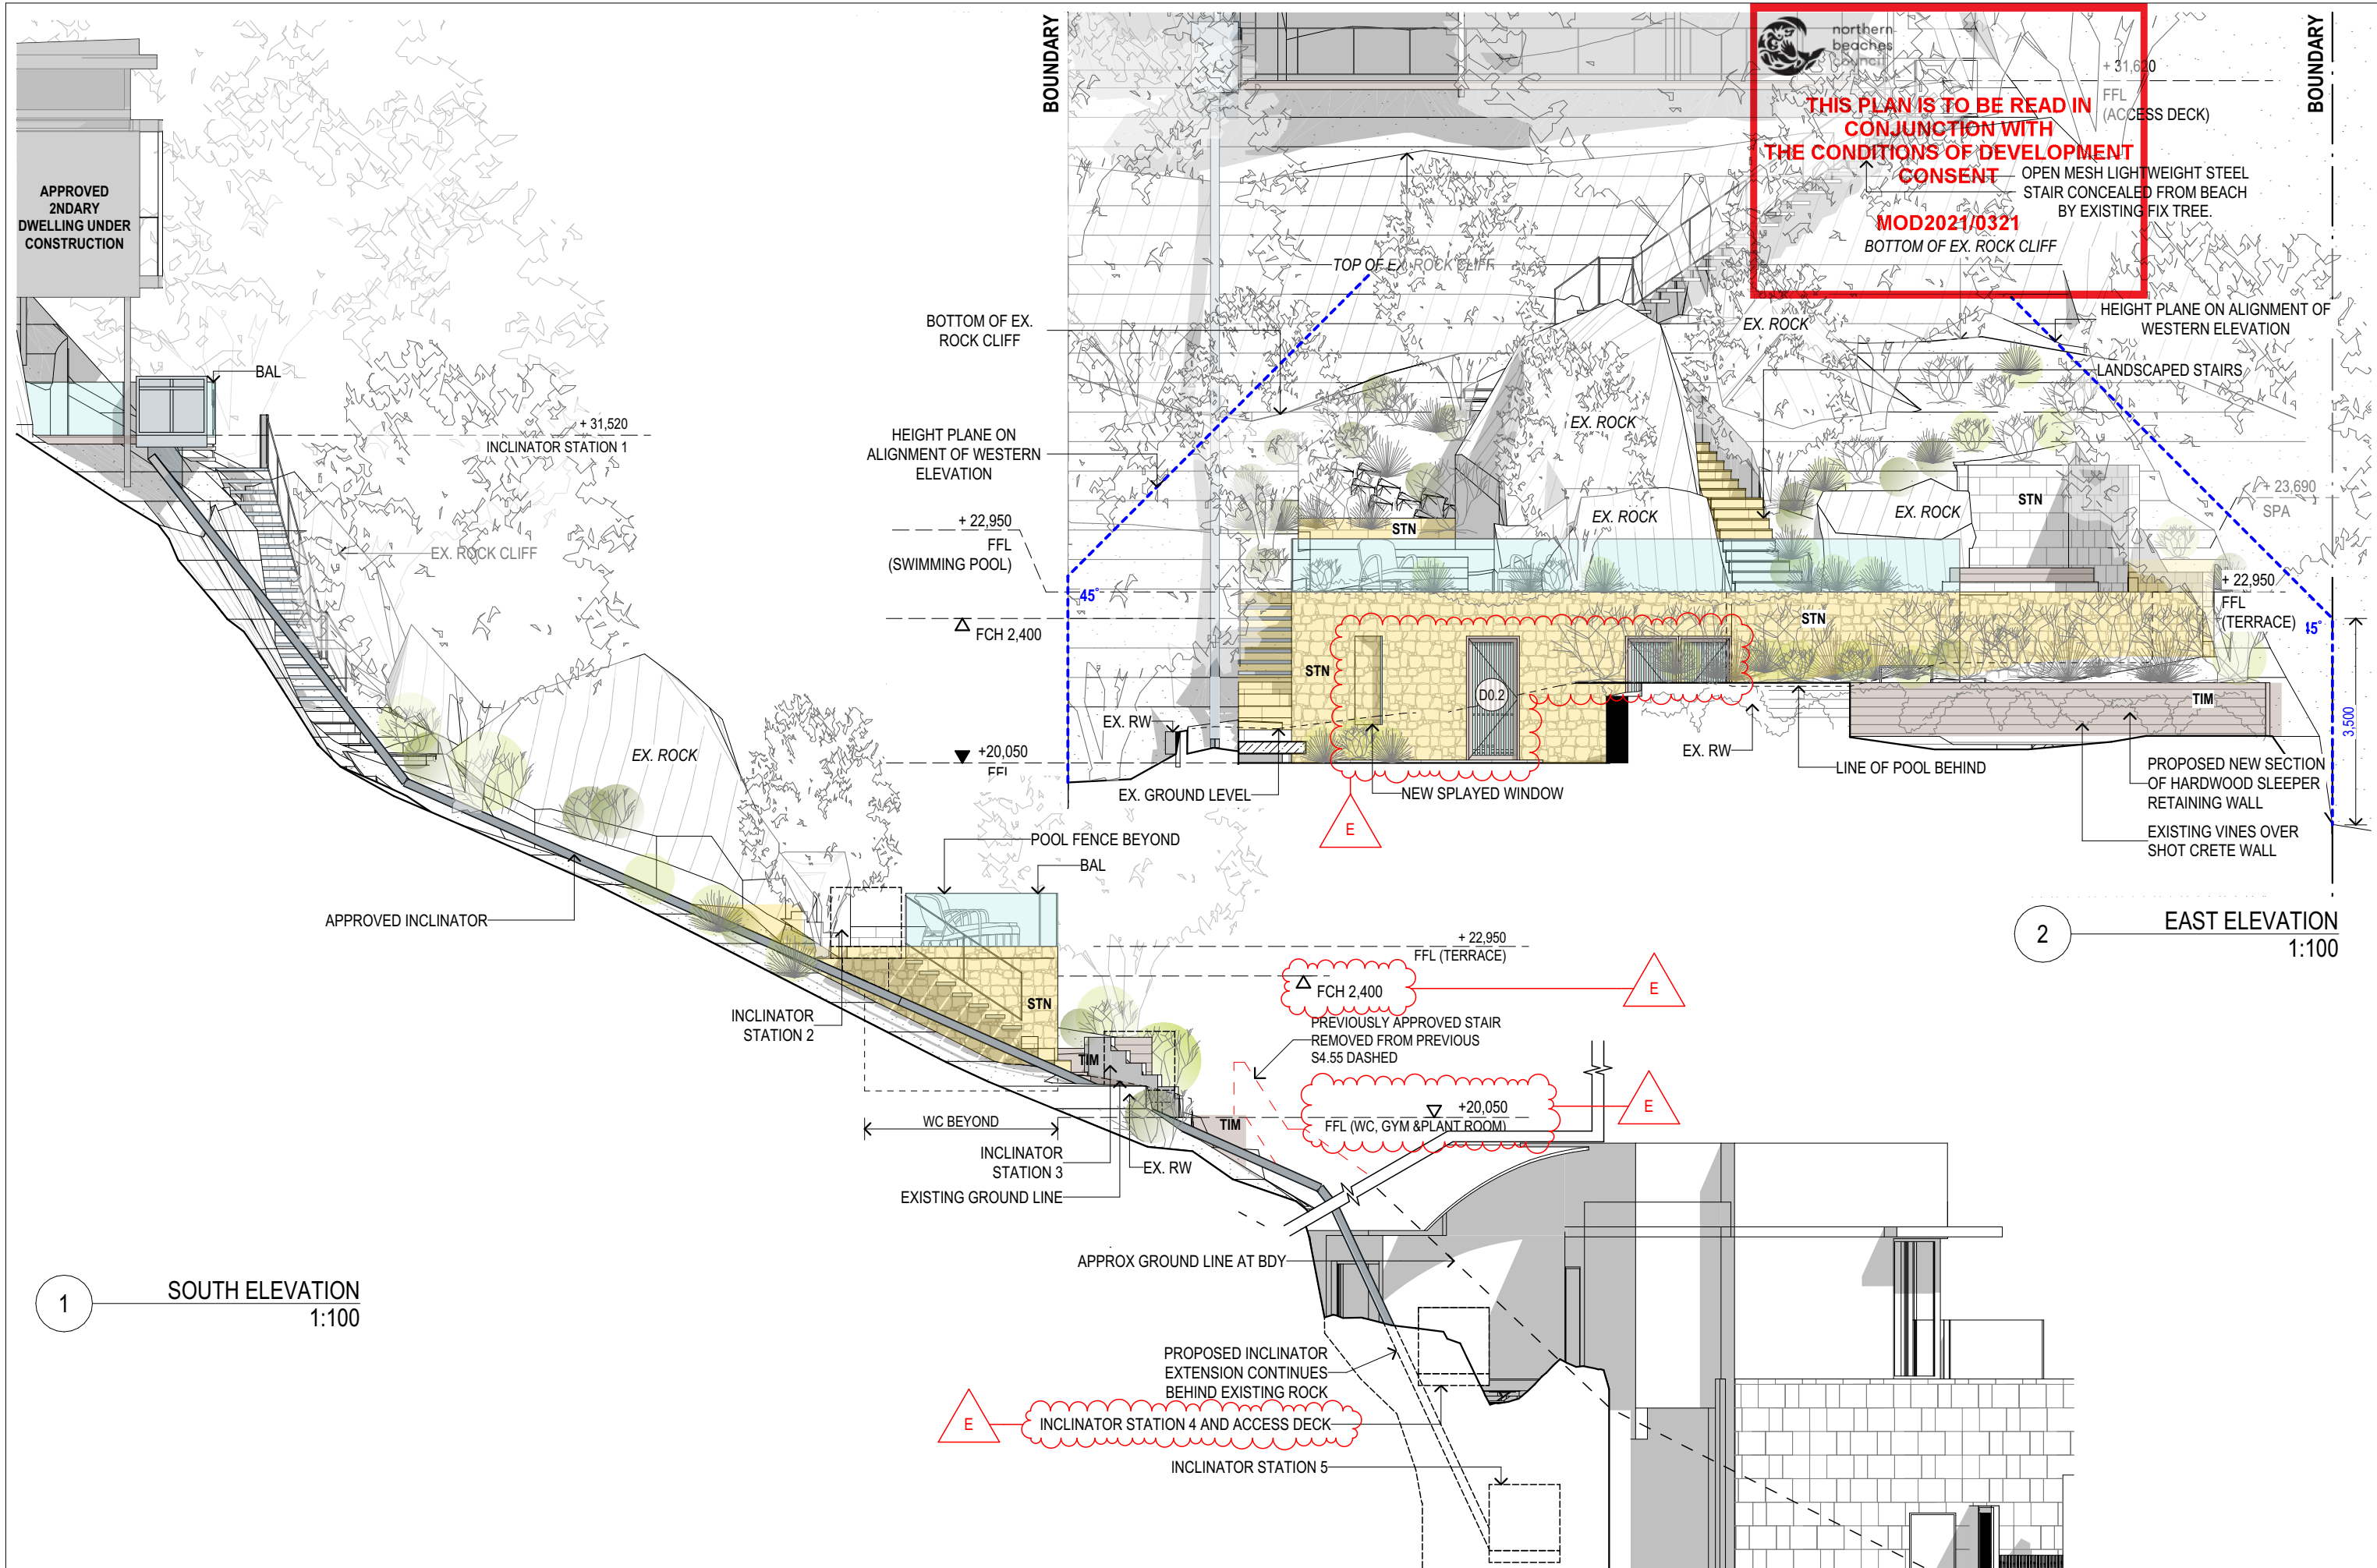 BOUNDARY
BOUNDARY
northern
beaches
council
THIS PLAN IS TO BE READ IN
CONJUNCTION WITH
THE CONDITIONS OF DEVELOPMENT
CONSENT
MOD2021/0321
+ 31,620
FFL
(ACCESS DECK)
OPEN MESH LIGHTWEIGHT STEEL
STAIR CONCEALED FROM BEACH
BY EXISTING FIX TREE.
BOTTOM OF EX. ROCK CLIFF
APPROVED
2NDARY
DWELLING UNDER
CONSTRUCTION
TOP OF EX. ROCK CLIFF
BOTTOM OF EX.
ROCK CLIFF
EX. ROCK
HEIGHT PLANE ON ALIGNMENT OF
WESTERN ELEVATION
LANDSCAPED STAIRS
BAL
+ 31,520
INCLINATOR STATION 1
HEIGHT PLANE ON
ALIGNMENT OF WESTERN
ELEVATION
EX. ROCK
EX. ROCK
EX. ROCK
STN
STN
+ 23,690
SPA
+ 22,950
FFL
(SWIMMING POOL)
EX. ROCK CLIFF
45°
FCH 2,400
STN
STN
+ 22,950
FFL
(TERRACE)
45°
D0.2
TIM
3,500
EX. RW
+20,050
FFL
EX. RW
EX. GROUND LEVEL
NEW SPLAYED WINDOW
LINE OF POOL BEHIND
PROPOSED NEW SECTION
OF HARDWOOD SLEEPER
RETAINING WALL
EXISTING VINES OVER
SHOT CRETE WALL
E
EX. ROCK
POOL FENCE BEYOND
BAL
APPROVED INCLINATOR
2
EAST ELEVATION
1:100
+ 22,950
FFL (TERRACE)
FCH 2,400
E
STN
INCLINATOR
STATION 2
PREVIOUSLY APPROVED STAIR
REMOVED FROM PREVIOUS
S4.55 DASHED
TIM
+20,050
FFL (WC, GYM &PLANT ROOM)
E
WC BEYOND
TIM
INCLINATOR
STATION 3
EX. RW
EXISTING GROUND LINE
APPROX GROUND LINE AT BDY
1
SOUTH ELEVATION
1:100
PROPOSED INCLINATOR
EXTENSION CONTINUES
BEHIND EXISTING ROCK
E
INCLINATOR STATION 4 AND ACCESS DECK
INCLINATOR STATION 5